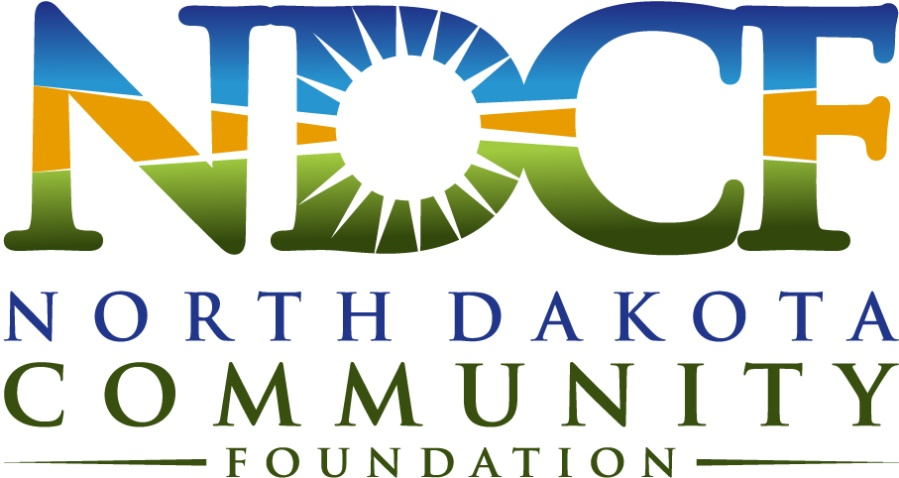 NDCF
NORTH DAKOTA
COMMUNITY
FOUNDATION